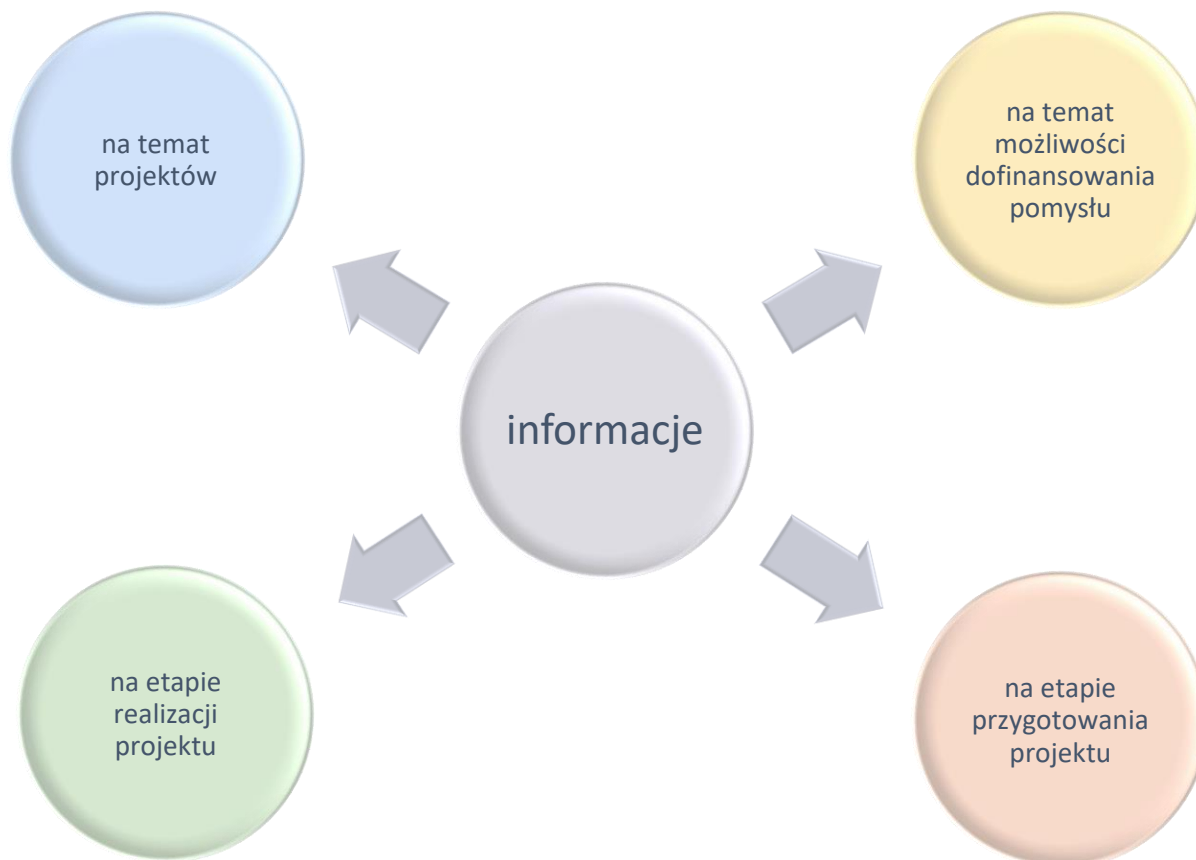 na temat
projektów
na temat
możliwości
dofinansowania
pomysłu
informacje
na etapie
realizacji
projektu
na etapie
przygotowania
projektu